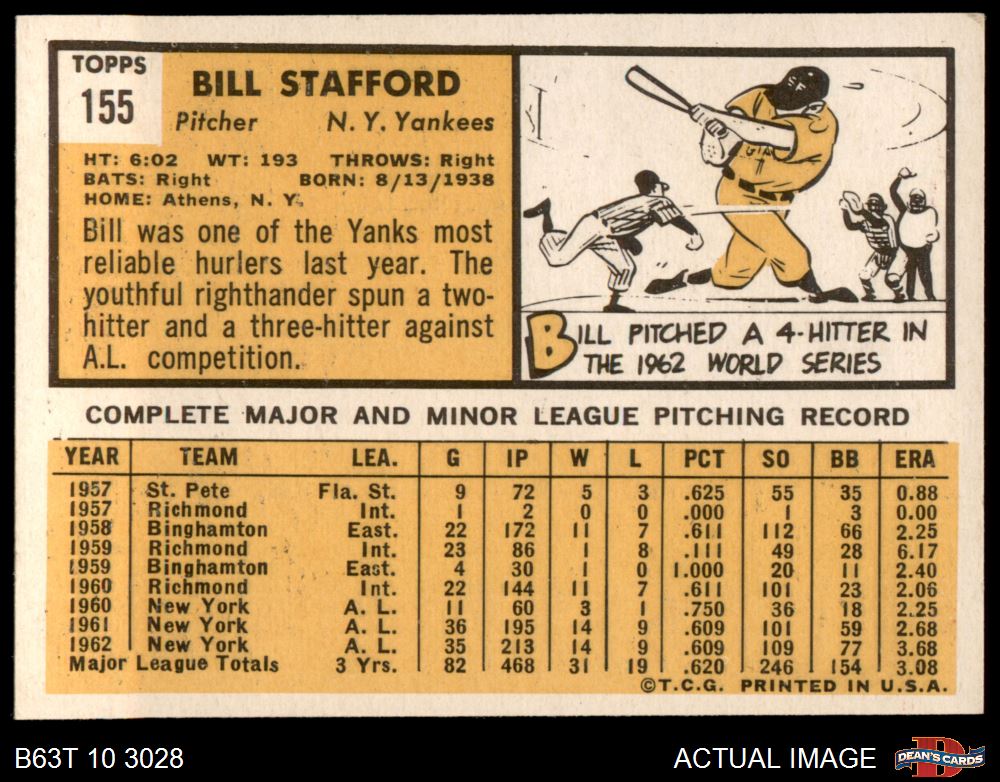 TOPPS
155
BILL STAFFORD
Pitcher N. Y. Yankees
HT: 6:02 WT: 193 THROWS: Right
BATS: Right BORN: 8/13/1938
HOME: Athens, N. Y.
Bill was one of the Yanks most
reliable hurlers last year. The
youthful righthander spun a two-
hitter and a three-hitter against
A.L. competition.
SF
GIA
BILL PITCHED A 4-HITTER IN
THE 1962 WORLD SERIES
COMPLETE MAJOR AND MINOR LEAGUE PITCHING RECORD
YEAR TEAM LEA. G IP W L PCT SO BB ERA
1957 St. Pete Fla. St. 9 72 5 3 .625 55 35 0.88
1957 Richmond Int. 1 2 0 0 .000 1 3 0.00
1958 Binghamton East. 22 172 11 7 .611 112 66 2.25
1959 Richmond Int. 23 86 1 8 .111 49 28 6.17
1959 Binghamton East. 4 30 1 0 1.000 20 11 2.40
1960 Richmond Int. 22 144 11 7 .611 101 23 2.06
1960 New York A. L. 11 60 3 1 .750 36 18 2.25
1961 New York A. L. 36 195 14 9 .609 101 59 2.68
1962 New York A. L. 35 213 14 9 .609 109 77 3.68
Major League Totals 3 Yrs. 82 468 31 19 .620 246 154 3.08
©T.C.G. PRINTED IN U.S.A.
B63T 10 3028 ACTUAL IMAGE D DEAN'S CARDS